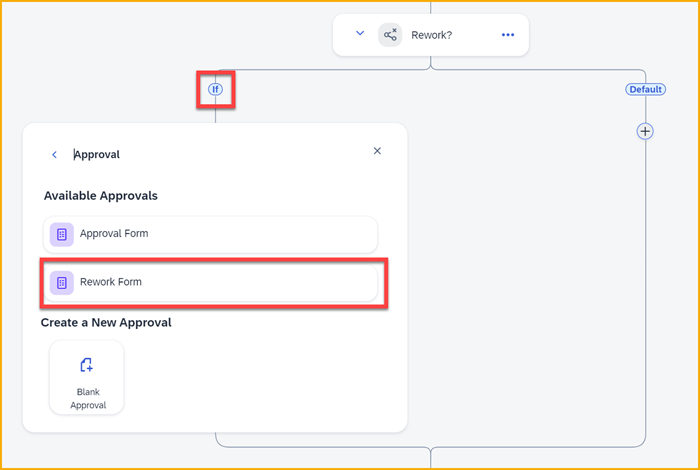 Rework?
If
Default
Approval
Available Approvals
Approval Form
Rework Form
Create a New Approval
Blank
Approval